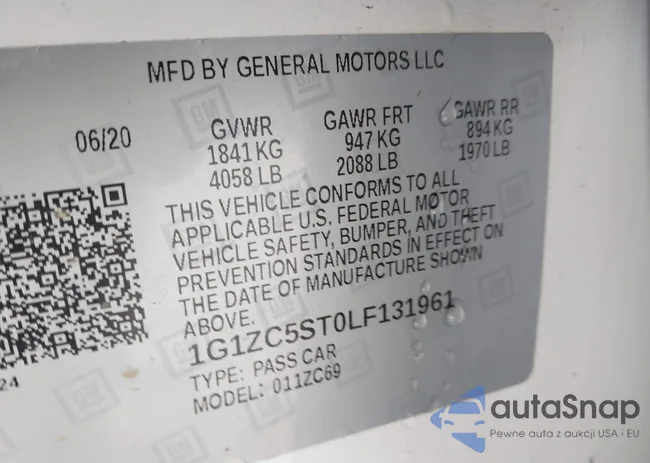 MFD BY GENERAL MOTORS LLC
06/20
GVWR
1841 KG
4058 LB
GAWR FRT
947 KG
2088 LB
GAWR RR
894 KG
1970 LB
THIS VEHICLE CONFORMS TO ALL
APPLICABLE U.S. FEDERAL MOTOR
VEHICLE SAFETY, BUMPER, AND THEFT
PREVENTION STANDARDS IN EFFECT ON
THE DATE OF MANUFACTURE SHOWN
ABOVE.
1G1ZC5ST0LF131961
TYPE: PASS CAR
MODEL: 011ZC69
24
autaSnap
Pewne auta z aukcji USA i EU